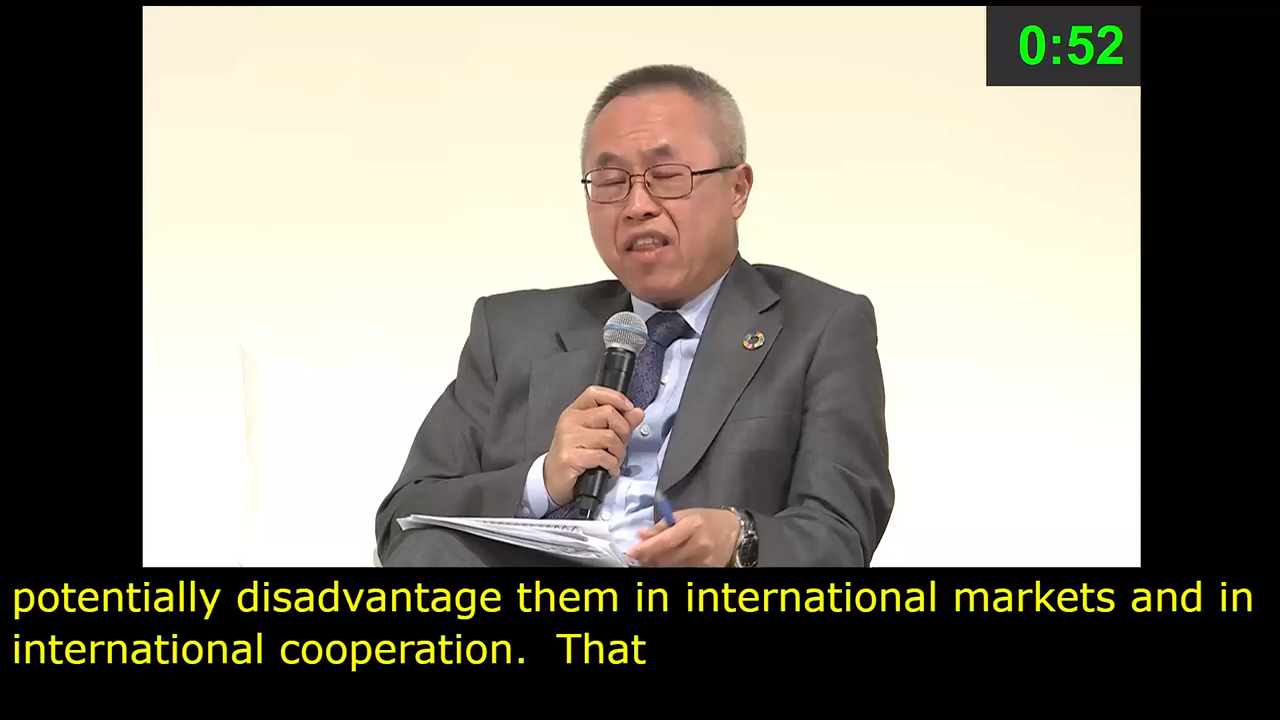 0:52
potentially disadvantage them in international markets and in
international cooperation.  That